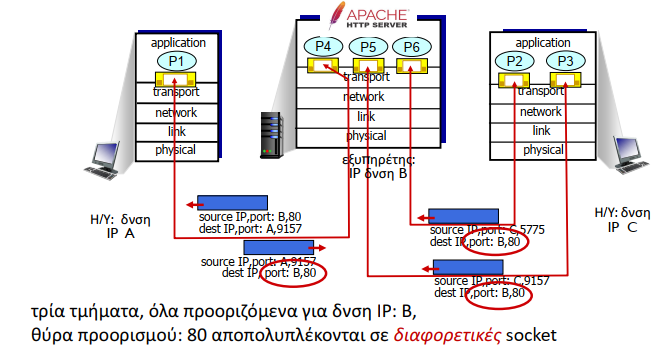 APACHE
HTTP SERVER
application
P1
transport
network
link
physical
P4
P5
P6
transport
network
link
physical
application
P2
P3
transport
network
link
physical
εξυπηρέτης:
IP δνση B
Η/Υ: δνση
IP A
Η/Υ: δνση
IP C
source IP,port: B,80
dest IP,port: A,9157
source IP,port: A,9157
dest IP, port: B,80
source IP,port: C,5775
dest IP,port: B,80
source IP,port: C,9157
dest IP,port: B,80
τρία τμήματα, όλα προοριζόμενα για δνση IP: B,
θύρα προορισμού: 80 αποπολυπλέκονται σε διαφορετικές socket